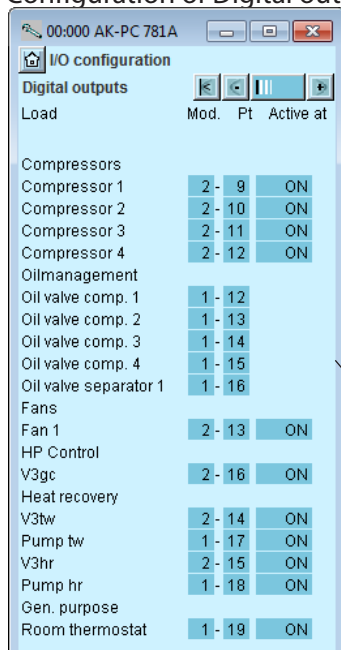 00:000 AK-PC 781A
I/O configuration
Digital outputs
Load Mod. Pt Active at
Compressors
Compressor 1 2 - 9 ON
Compressor 2 2 - 10 ON
Compressor 3 2 - 11 ON
Compressor 4 2 - 12 ON
Oilmanagement
Oil valve comp. 1 1 - 12
Oil valve comp. 2 1 - 13
Oil valve comp. 3 1 - 14
Oil valve comp. 4 1 - 15
Oil valve separator 1 1 - 16
Fans
Fan 1 2 - 13 ON
HP Control
V3gc 2 - 16 ON
Heat recovery
V3tw 2 - 14 ON
Pump tw 1 - 17 ON
V3hr 2 - 15 ON
Pump hr 1 - 18 ON
Gen. purpose
Room thermostat 1 - 19 ON